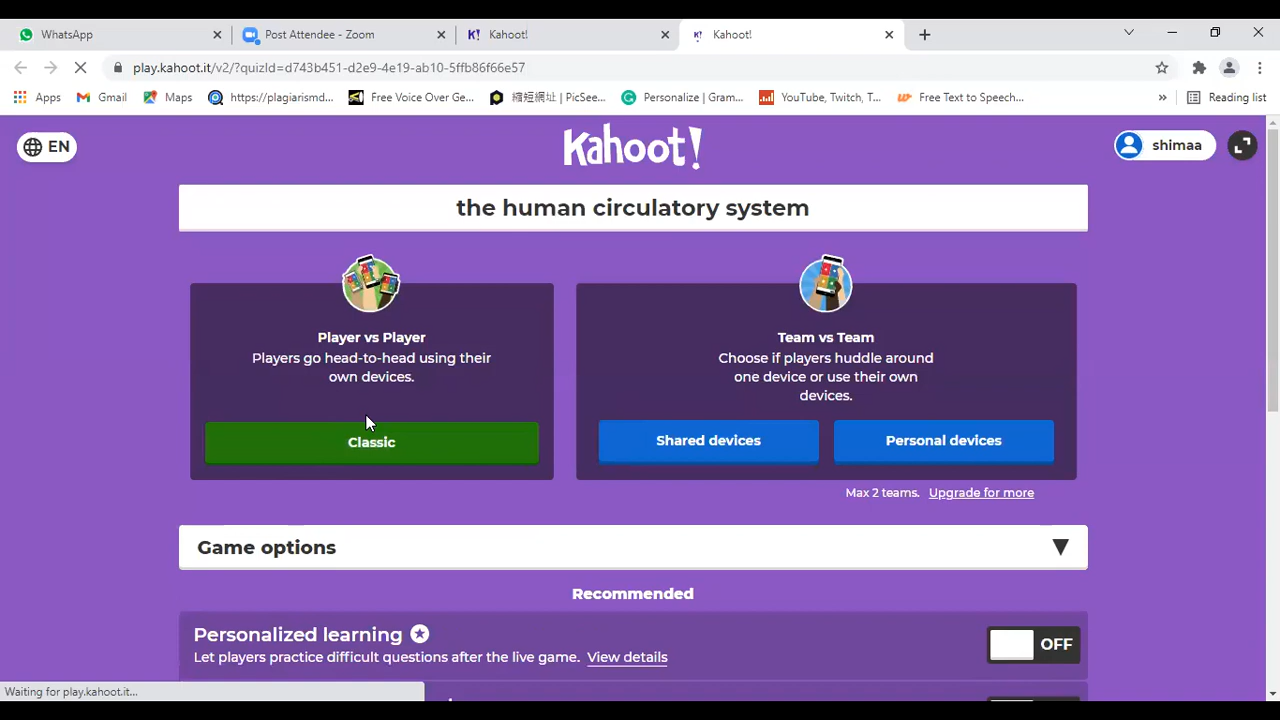 WhatsApp
Post Attendee - Zoom
Kahoot!
Kahoot!
play.kahoot.it/v2/?quizId=d743b451-d2e9-4e19-ab10-5ffb86f66e57
Apps
Gmail
Maps
https://plagiarismd...
Free Voice Over Ge...
縮短網址 | PicSee...
Personalize | Gram...
YouTube, Twitch, T...
Free Text to Speech...
»
Reading list
EN
Kahoot!
shimaa
the human circulatory system
Player vs Player
Players go head-to-head using their
own devices.
Classic
Team vs Team
Choose if players huddle around
one device or use their own
devices.
Shared devices
Personal devices
Max 2 teams. Upgrade for more
Game options
Recommended
Personalized learning
Let players practice difficult questions after the live game. View details
OFF
Waiting for play.kahoot.it...